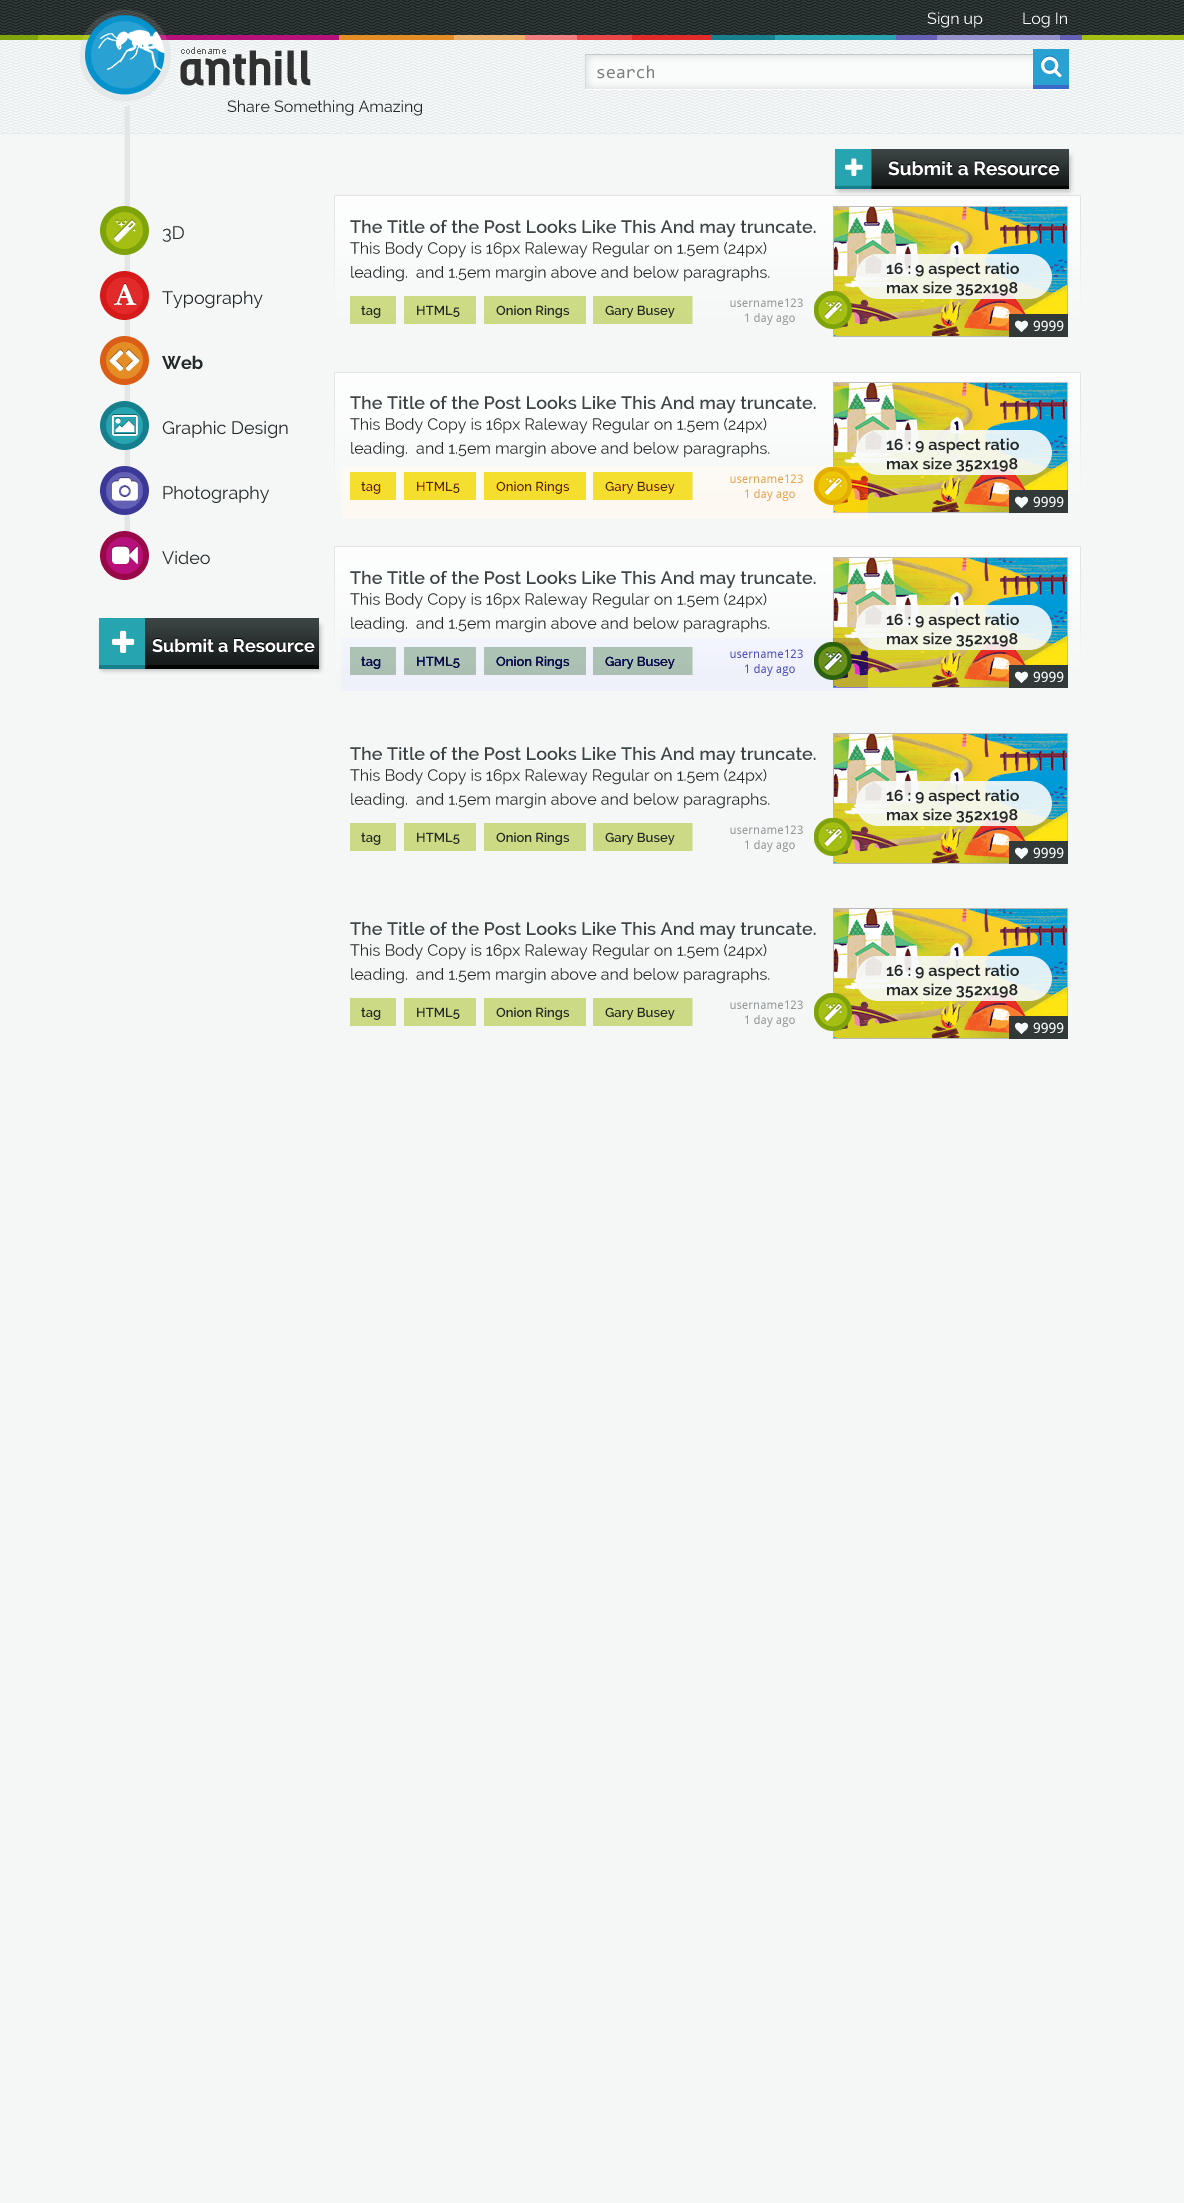 Sign up Log In
codename
anthill
search
Share Something Amazing
Submit a Resource
3D
Typography
Web
Graphic Design
Photography
Video
Submit a Resource
The Title of the Post Looks Like This And may truncate.
This Body Copy is 16px Raleway Regular on 1.5em (24px)
leading. and 1.5em margin above and below paragraphs.
tag HTML5 Onion Rings Gary Busey
username123
1 day ago
16 : 9 aspect ratio
max size 352x198
9999
The Title of the Post Looks Like This And may truncate.
This Body Copy is 16px Raleway Regular on 1.5em (24px)
leading. and 1.5em margin above and below paragraphs.
tag HTML5 Onion Rings Gary Busey
username123
1 day ago
16 : 9 aspect ratio
max size 352x198
9999
The Title of the Post Looks Like This And may truncate.
This Body Copy is 16px Raleway Regular on 1.5em (24px)
leading. and 1.5em margin above and below paragraphs.
tag HTML5 Onion Rings Gary Busey
username123
1 day ago
16 : 9 aspect ratio
max size 352x198
9999
The Title of the Post Looks Like This And may truncate.
This Body Copy is 16px Raleway Regular on 1.5em (24px)
leading. and 1.5em margin above and below paragraphs.
tag HTML5 Onion Rings Gary Busey
username123
1 day ago
16 : 9 aspect ratio
max size 352x198
9999
The Title of the Post Looks Like This And may truncate.
This Body Copy is 16px Raleway Regular on 1.5em (24px)
leading. and 1.5em margin above and below paragraphs.
tag HTML5 Onion Rings Gary Busey
username123
1 day ago
16 : 9 aspect ratio
max size 352x198
9999